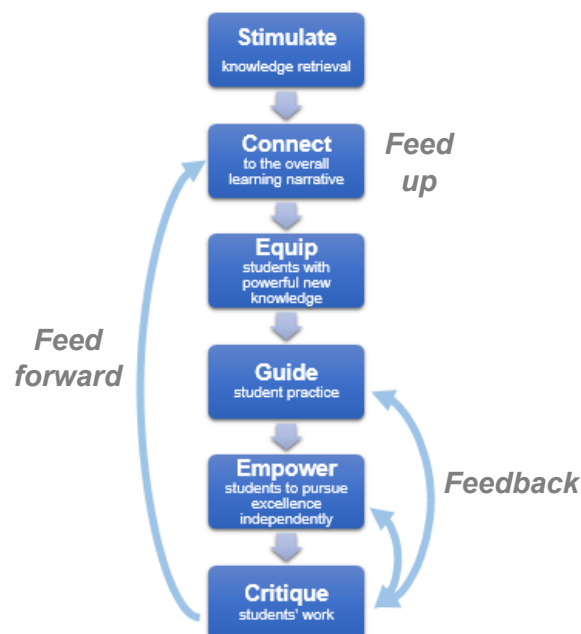 Stimulate
knowledge retrieval
Connect
to the overall
learning narrative
Feed
up
Equip
students with
powerful new
knowledge
Feed
forward
Guide
student practice
Empower
students to pursue
excellence
independently
Feedback
Critique
students' work